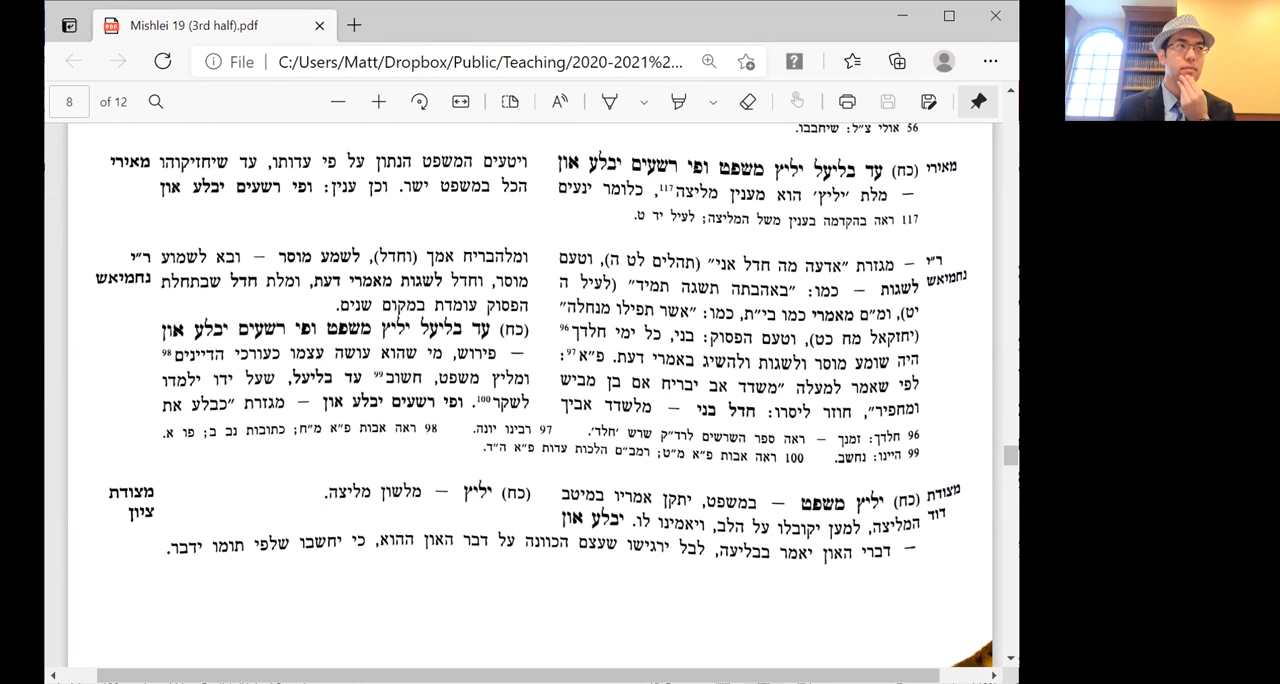 Mishlei 19 (3rd half).pdf
File
C:/Users/Matt/Dropbox/Public/Teaching/2020-2021%2...
8 of 12
56 אולי צ״ל: שיחבבו.
מאירי
(כח) עד בליעל יליץ משפט ופי רשעים יבלע און
– מלת ׳יליץ׳ הוא מענין מליצה117, כלומר ינעים
117 ראה בהקדמה בענין משל המליצה; לעיל יד ט.
ויטעים המשפט הנתון על פי עדותו, עד שיחזיקוהו
הכל במשפט ישר. וכן ענין: ופי רשעים יבלע און
מאירי
ר״י
נחמיאש
– מגזרת ״אדעה מה חדל אני״ (תהלים לט ה), וטעם
לשגות – כמו: ״באהבתה תשגה תמיד״ (לעיל ה
יט), ומ״ם מאמרי כמו בי״ת, כמו: ״אשר תפילו מנחלה״
(יחזקאל מח כט), וטעם הפסוק: בני, כל ימי חלדך96
היה שומע מוסר ולשגות ולהשיג באמרי דעת. פ״א97:
לפי שאמר למעלה ״משדד אב יבריח אם בן מביש
ומחפיר״, חוזר ליסרו: חדל בני – מלשדד אביך
ומלהבריח אמך (וחדל), לשמע מוסר – ובא לשמוע
מוסר, וחדל לשגות מאמרי דעת, ומלת חדל שבתחלת
הפסוק עומדת במקום שנים.
(כח) עד בליעל יליץ משפט ופי רשעים יבלע און
– פירוש, מי שהוא עושה עצמו כעורכי הדיינים98
ומליץ משפט, חשוב99 עד בליעל, שעל ידו ילמדו
לשקר100. ופי רשעים יבלע און – מגזרת ״כבלע את
ר״י
נחמיאש
96 חלדך: זמנך – ראה ספר השרשים לרד״ק שרש ׳חלד׳. 97 רבינו יונה. 98 ראה אבות פ״א מ״ח; כתובות נב ב; פו א.
99 היינו: נחשב. 100 ראה אבות פ״א מ״ט; רמב״ם הלכות עדות פ״א ה״ד.
מצודת
דוד
(כח) יליץ משפט – במשפט, יתקן אמריו במיטב
המליצה, למען יקובלו על הלב, ויאמינו לו. יבלע און
– דברי האון יאמר בבליעה, לבל ירגישו שעצם הכוונה על דבר האון ההוא, כי יחשבו שלפי תומו ידבר.
(כח) יליץ – מלשון מליצה.
מצודת
ציון